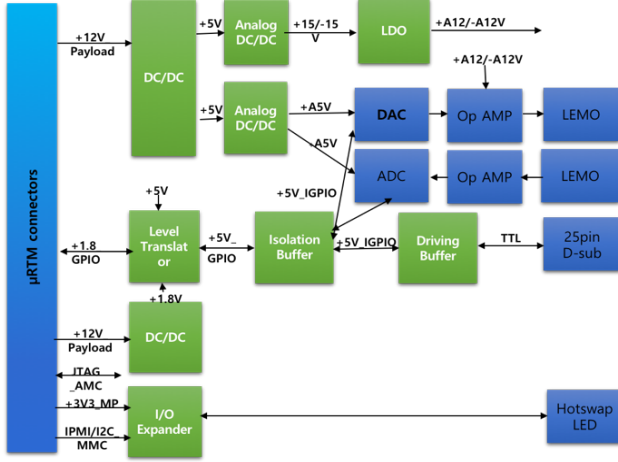 +12V
Payload
DC/DC
+5V
Analog
DC/DC
+15/-15
V
LDO
+A12/-A12V
+5V
Analog
DC/DC
+A5V
+A5V
DAC
+A12/-A12V
Op AMP
LEMO
ADC
Op AMP
LEMO
+5V_IGPIO
μRTM connectors
+5V
+1.8
GPIO
Level
Translat
or
+5V_
GPIO
Isolation
Buffer
+5V_IGPIO
Driving
Buffer
TTL
25pin
D-sub
+1.8V
+12V
Payload
DC/DC
JTAG
_AMC
+3V3_MP
I/O
Expander
IPMI/I2C_
MMC
Hotswap
LED